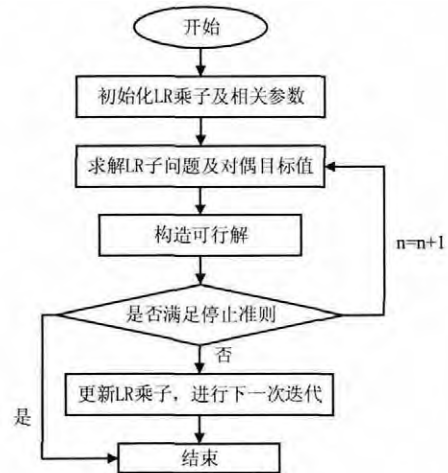 开始
初始化LR乘子及相关参数
求解LR子问题及对偶目标值
构造可行解
n=n+1
是否满足停止准则
否
更新LR乘子，进行下一次迭代
是
结束